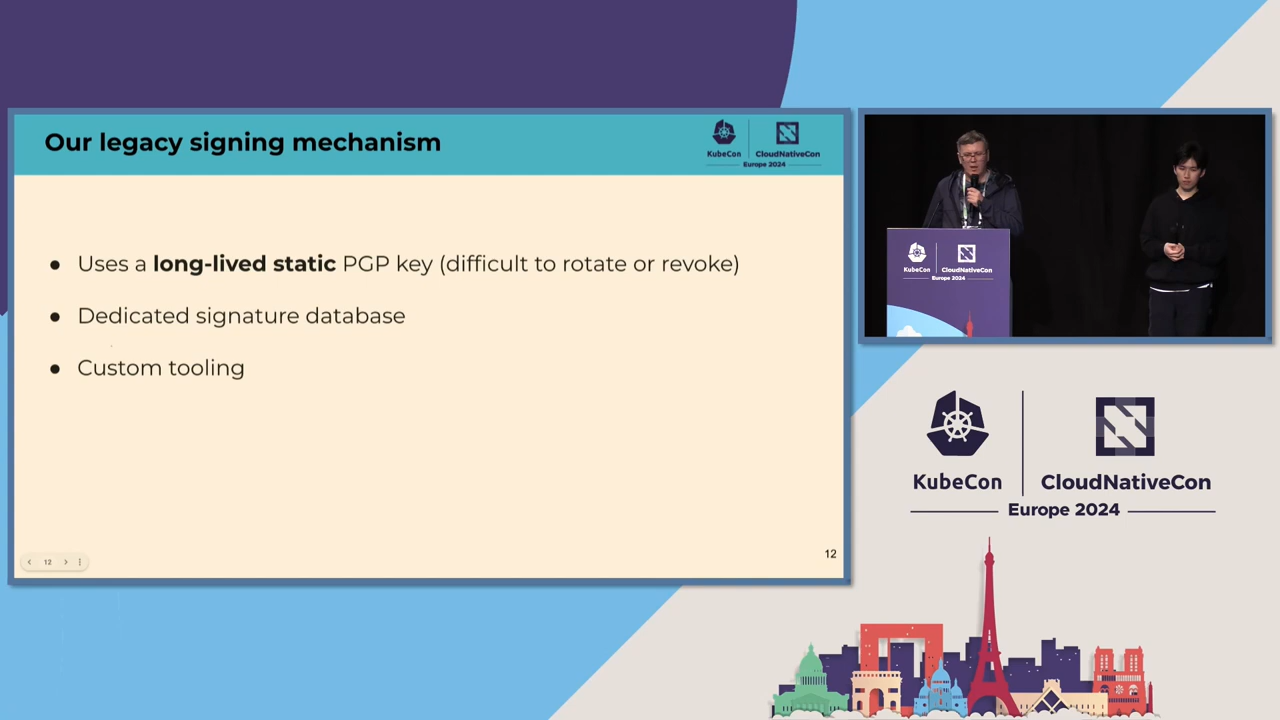 Our legacy signing mechanism
KubeCon
CloudNativeCon
Europe 2024
● Uses a long-lived static PGP key (difficult to rotate or revoke)
● Dedicated signature database
● Custom tooling
12
12
KubeCon
CloudNativeCon
Europe 2024
KubeCon
CloudNativeCon
Europe 2024